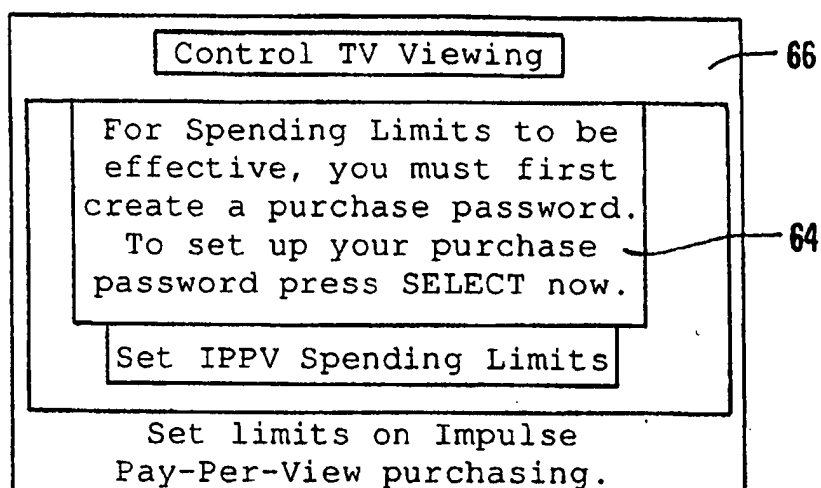 Control TV Viewing
66
For Spending Limits to be
effective, you must first
create a purchase password.
To set up your purchase
64
password press SELECT now.
Set IPPV Spending Limits
Set limits on Impulse
Pay-Per-View purchasing.